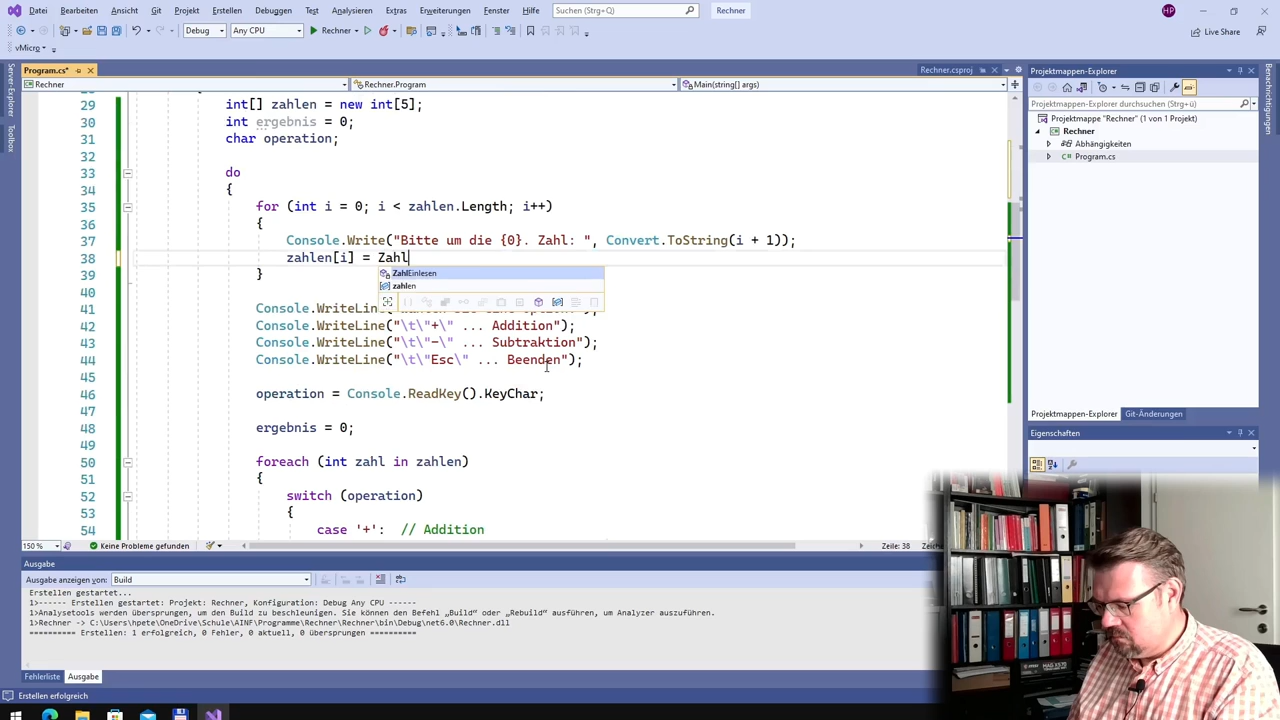 Datei Bearbeiten Ansicht Git Projekt Erstellen Debuggen Test Analysieren Extras Erweiterungen Fenster Hilfe Suchen (Strg+Q) Rechner HP
Debug Any CPU Rechner Live Share
vMicro
Program.cs* Rechner.csproj
Rechner Rechner.Program Main(string[] args)
Server-Explorer
Toolbox
29 int[] zahlen = new int[5];
30 int ergebnis = 0;
31 char operation;
32
33 do
34 {
35 for (int i = 0; i < zahlen.Length; i++)
36 {
37 Console.Write("Bitte um die {0}. Zahl: ", Convert.ToString(i + 1));
38 zahlen[i] = Zahl
ZahlEinlesen
zahlen
39 }
40
41 Console.WriteLine(
42 Console.WriteLine("\t\"+\" ... Addition");
43 Console.WriteLine("\t\"-\" ... Subtraktion");
44 Console.WriteLine("\t\"Esc\" ... Beenden");
45
46 operation = Console.ReadKey().KeyChar;
47
48 ergebnis = 0;
49
50 foreach (int zahl in zahlen)
51 {
52 switch (operation)
53 {
54 case '+': // Addition
150 % Keine Probleme gefunden Zeile: 38
Projektmappen-Explorer
Projektmappen-Explorer durchsuchen (Strg+ü)
Projektmappe "Rechner" (1 von 1 Projekt)
Rechner
Abhängigkeiten
Program.cs
Projektmappen-Explorer Git-Änderungen
Eigenschaften
Benachrichtigungen
Ausgabe
Ausgabe anzeigen von: Build
Erstellen gestartet...
1>------ Erstellen gestartet: Projekt: Rechner, Konfiguration: Debug Any CPU ------
1>Analysetools werden übersprungen, um den Build zu beschleunigen. Sie können den Befehl „Build“ oder „Rebuild“ ausführen, um Analyzer auszuführen.
1>Rechner -> C:\Users\hpete\OneDrive\Schule\AINF\Programme\Rechner\Rechner\bin\Debug\net6.0\Rechner.dll
========== Erstellen: 1 erfolgreich, 0 Fehler, 0 aktuell, 0 übersprungen ==========
Fehlerliste Ausgabe
Erstellen erfolgreich